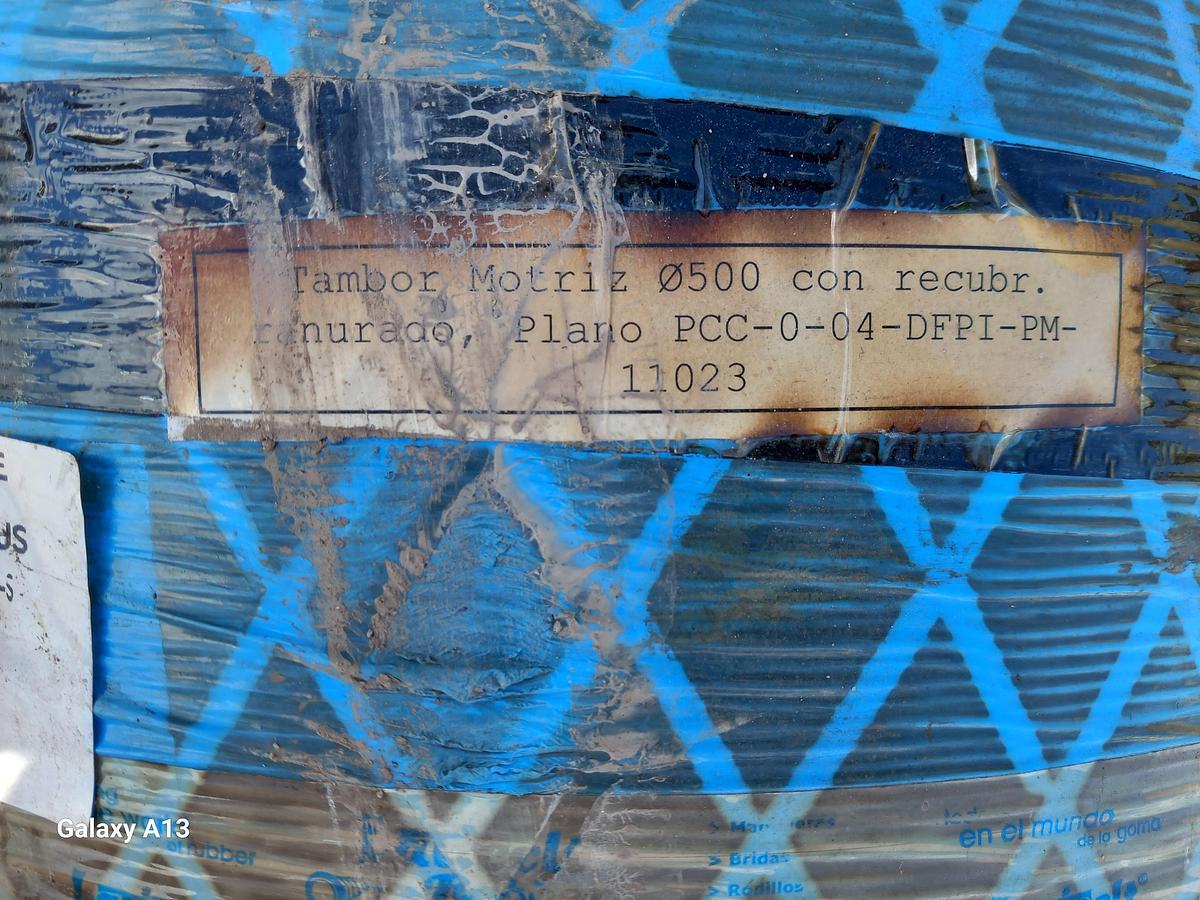 Tambor Motriz Ø500 con recubr.
ranurado, Plano PCC-0-04-DFPI-PM-
11023
Galaxy A13
> Bridas
> Rodillos
en el mundo
de la goma